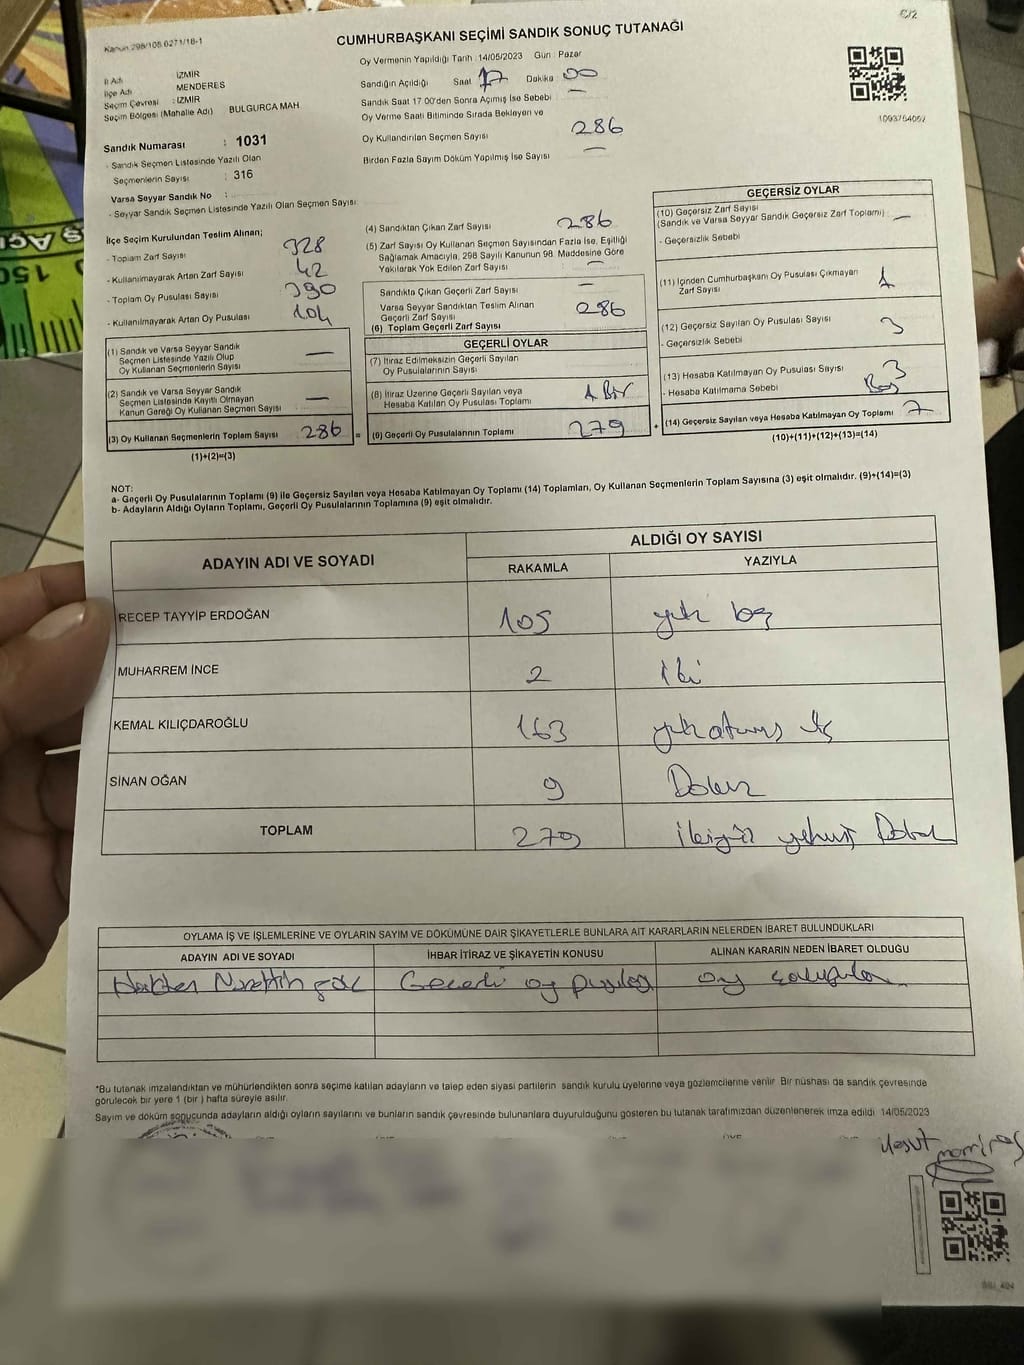 C/2
Kanun 298/105.0271/18-1
CUMHURBAŞKANI SEÇİMİ SANDIK SONUÇ TUTANAĞI
İl Adı : İZMİR
İlçe Adı : MENDERES
Seçim Çevresi : İZMİR
Seçim Bölgesi (Mahalle Adı) BULGURCA MAH
Sandık Numarası : 1031
- Sandık Seçmen Listesinde Yazılı Olan
Seçmenlerin Sayısı : 316
Varsa Seyyar Sandık No :
- Seyyar Sandık Seçmen Listesinde Yazılı Olan Seçmen Sayısı:
Oy Vermenin Yapıldığı Tarih : 14/05/2023 Gün : Pazar
Sandığın Açıldığı Saat 17 Dakika 00
Sandık Saat 17 00'den Sonra Açımış İse Sebebi —
Oy Verme Saati Bitiminde Sırada Bekleyen ve
Oy Kullandırılan Seçmen Sayısı 286
Birden Fazla Sayım Döküm Yapılmış İse Sayısı —
1093764052
İlçe Seçim Kurulundan Teslim Alınan;
- Toplam Zarf Sayısı 328
- Kullanılmayarak Artan Zarf Sayısı 42
- Toplam Oy Pusulası Sayısı 390
- Kullanılmayarak Artan Oy Pusulası 104
(1) Sandık ve Varsa Seyyar Sandık
Seçmen Listesinde Yazılı Olup
Oy Kullanan Seçmenlerin Sayısı —
(2) Sandık ve Varsa Seyyar Sandık
Seçmen Listesinde Kayıtlı Olmayan
Kanun Gereği Oy Kullanan Seçmen Sayısı —
(3) Oy Kullanan Seçmenlerin Toplam Sayısı 286 =
(1)+(2)=(3)
(4) Sandıktan Çıkan Zarf Sayısı 286
(5) Zarf Sayısı Oy Kullanan Seçmen Sayısından Fazla İse, Eşitliği
Sağlamak Amacıyla, 298 Sayılı Kanunun 98. Maddesine Göre
Yakılarak Yok Edilen Zarf Sayısı —
Sandıkta Çıkan Geçerli Zarf Sayısı —
Varsa Seyyar Sandıktan Teslim Alınan
Geçerli Zarf Sayısı 286
(6) Toplam Geçerli Zarf Sayısı
GEÇERLİ OYLAR
(7) İtiraz Edilmeksizin Geçerli Sayılan
Oy Pusulasının Sayısı
(8) İtiraz Üzerine Geçerli Sayılan veya
Hesaba Katılan Oy Pusulası Toplamı 1 Bir
(9) Geçerli Oy Pusulalarının Toplamı 279 +
GEÇERSİZ OYLAR
(10) Geçersiz Zarf Sayısı
(Sandık ve Varsa Seyyar Sandık Geçersiz Zarf Toplamı) —
- Geçersizlik Sebebi
(11) İçinden Cumhurbaşkanı Oy Pusulası Çıkmayan
Zarf Sayısı 1
(12) Geçersiz Sayılan Oy Pusulası Sayısı 3
- Geçersizlik Sebebi
(13) Hesaba Katılmayan Oy Pusulası Sayısı 3
- Hesaba Katılmama Sebebi Boş
(14) Geçersiz Sayılan veya Hesaba Katılmayan Oy Toplamı 7
(10)+(11)+(12)+(13)=(14)
NOT:
a- Geçerli Oy Pusulalarının Toplamı (9) ile Geçersiz Sayılan veya Hesaba Katılmayan Oy Toplamı (14) Toplamları, Oy Kullanan Seçmenlerin Toplam Sayısına (3) eşit olmalıdır. (9)+(14)=(3)
b- Adayların Aldığı Oyların Toplamı, Geçerli Oy Pusulalarının Toplamına (9) eşit olmalıdır.
ADAYIN ADI VE SOYADI ALDIĞI OY SAYISI
RAKAMLA YAZIYLA
RECEP TAYYİP ERDOĞAN 105 yüz beş
MUHARREM İNCE 2 iki
KEMAL KILIÇDAROĞLU 163 yüz atmış üç
SİNAN OĞAN 9 Dokuz
TOPLAM 279 ikiyüz yetmiş Dokuz
OYLAMA İŞ VE İŞLEMLERİNE VE OYLARIN SAYIM VE DÖKÜMÜNE DAİR ŞİKAYETLERLE BUNLARA AİT KARARLARIN NELERDEN İBARET BULUNDUKLARI
ADAYIN ADI VE SOYADI İHBAR İTİRAZ VE ŞİKAYETİN KONUSU ALINAN KARARIN NEDEN İBARET OLDUĞU
Geçerli oy pusulası oy
*Bu tutanak imzalandıktan ve mühürlendikten sonra seçime katılan adayların ve talep eden siyasi partilerin sandık kurulu üyelerine veya gözlemcilerine verilir. Bir nüshası da sandık çevresinde
görülecek bir yere 1 (bir) hafta süreyle asılır.
Sayım ve döküm sonucunda adayların aldığı oyların sayılarını ve bunların sandık çevresinde bulunanlara duyurulduğunu gösteren bu tutanak tarafımızdan düzenlenerek imza edildi 14/05/2023